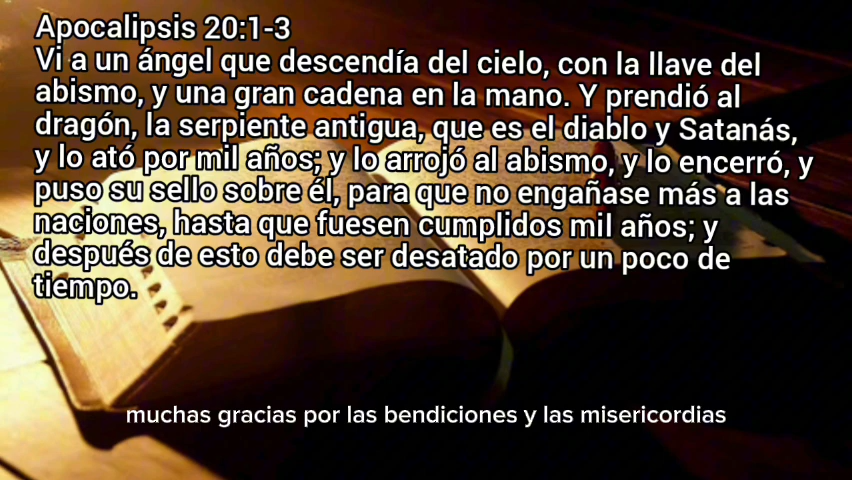 Apocalipsis 20:1-3
Vi a un ángel que descendía del cielo, con la llave del
abismo, y una gran cadena en la mano. Y prendió al
dragón, la serpiente antigua, que es el diablo y Satanás,
y lo ató por mil años; y lo arrojó al abismo, y lo encerró, y
puso su sello sobre él, para que no engañase más a las
naciones, hasta que fuesen cumplidos mil años; y
después de esto debe ser desatado por un poco de
tiempo.
muchas gracias por las bendiciones y las misericordias